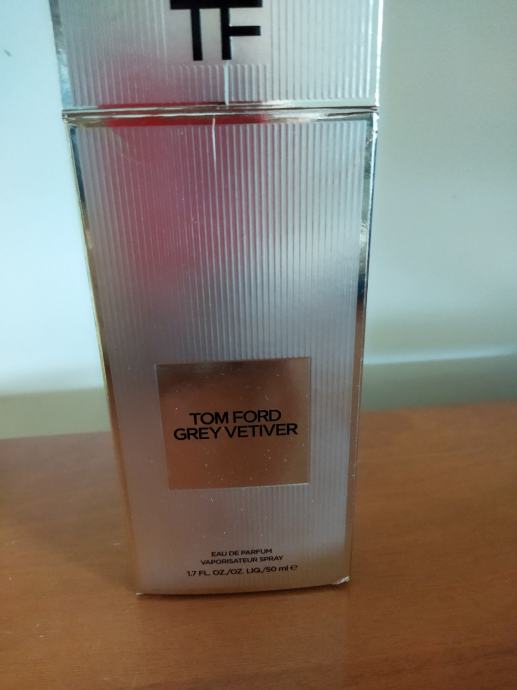 TF
TOM FORD
GREY VETIVER
EAU DE PARFUM
VAPORISATEUR SPRAY
1.7 FL. OZ./OZ. LIQ./50 ml ℮